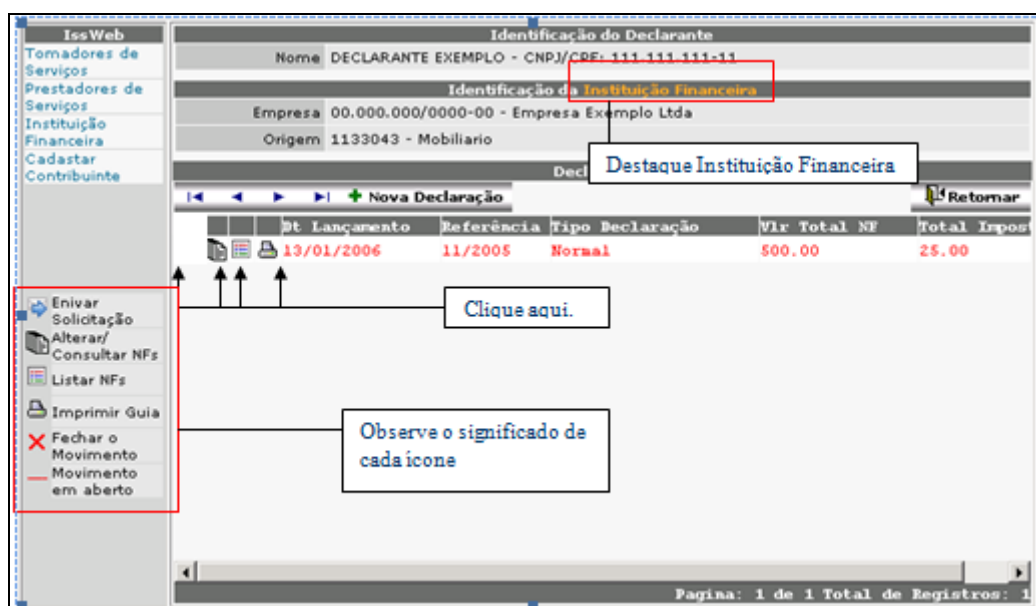 IssWeb
Tomadores de
Serviços
Prestadores de
Serviços
Instituição
Financeira
Cadastar
Contribuinte
Identificação do Declarante
Nome DECLARANTE EXEMPLO - CNPJ/CPF: 111.111.111-11
Identificação da Instituição Financeira
Empresa 00.000.000/0000-00 - Empresa Exemplo Ltda
Origem 1133043 - Mobiliario
Destaque Instituição Financeira
Decl
Nova Declaração
Retornar
Dt Lançamento Referência Tipo Declaração Vlr Total NF Total Impost
13/01/2006 11/2005 Normal 500.00 25.00
Clique aqui.
Enivar
Solicitação
Alterar/
Consultar NFs
Listar NFs
Imprimir Guia
Fechar o
Movimento
Movimento
em aberto
Observe o significado de
cada ícone
Pagina: 1 de 1 Total de Registros: 1